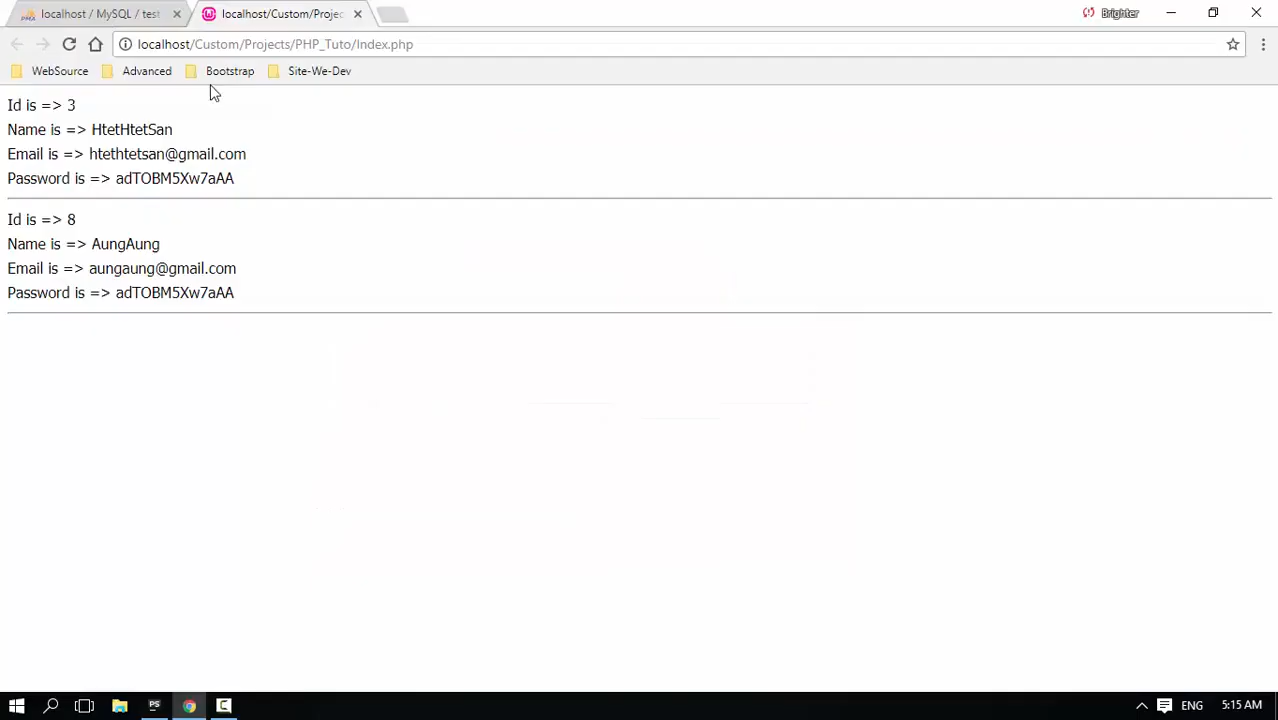 localhost / MySQL / test
localhost/Custom/Projec
Brighter
localhost/Custom/Projects/PHP_Tuto/Index.php
WebSource
Advanced
Bootstrap
Site-We-Dev
Id is => 3
Name is => HtetHtetSan
Email is => htethtetsan@gmail.com
Password is => adTOBM5Xw7aAA
Id is => 8
Name is => AungAung
Email is => aungaung@gmail.com
Password is => adTOBM5Xw7aAA
PS
ENG
5:15 AM